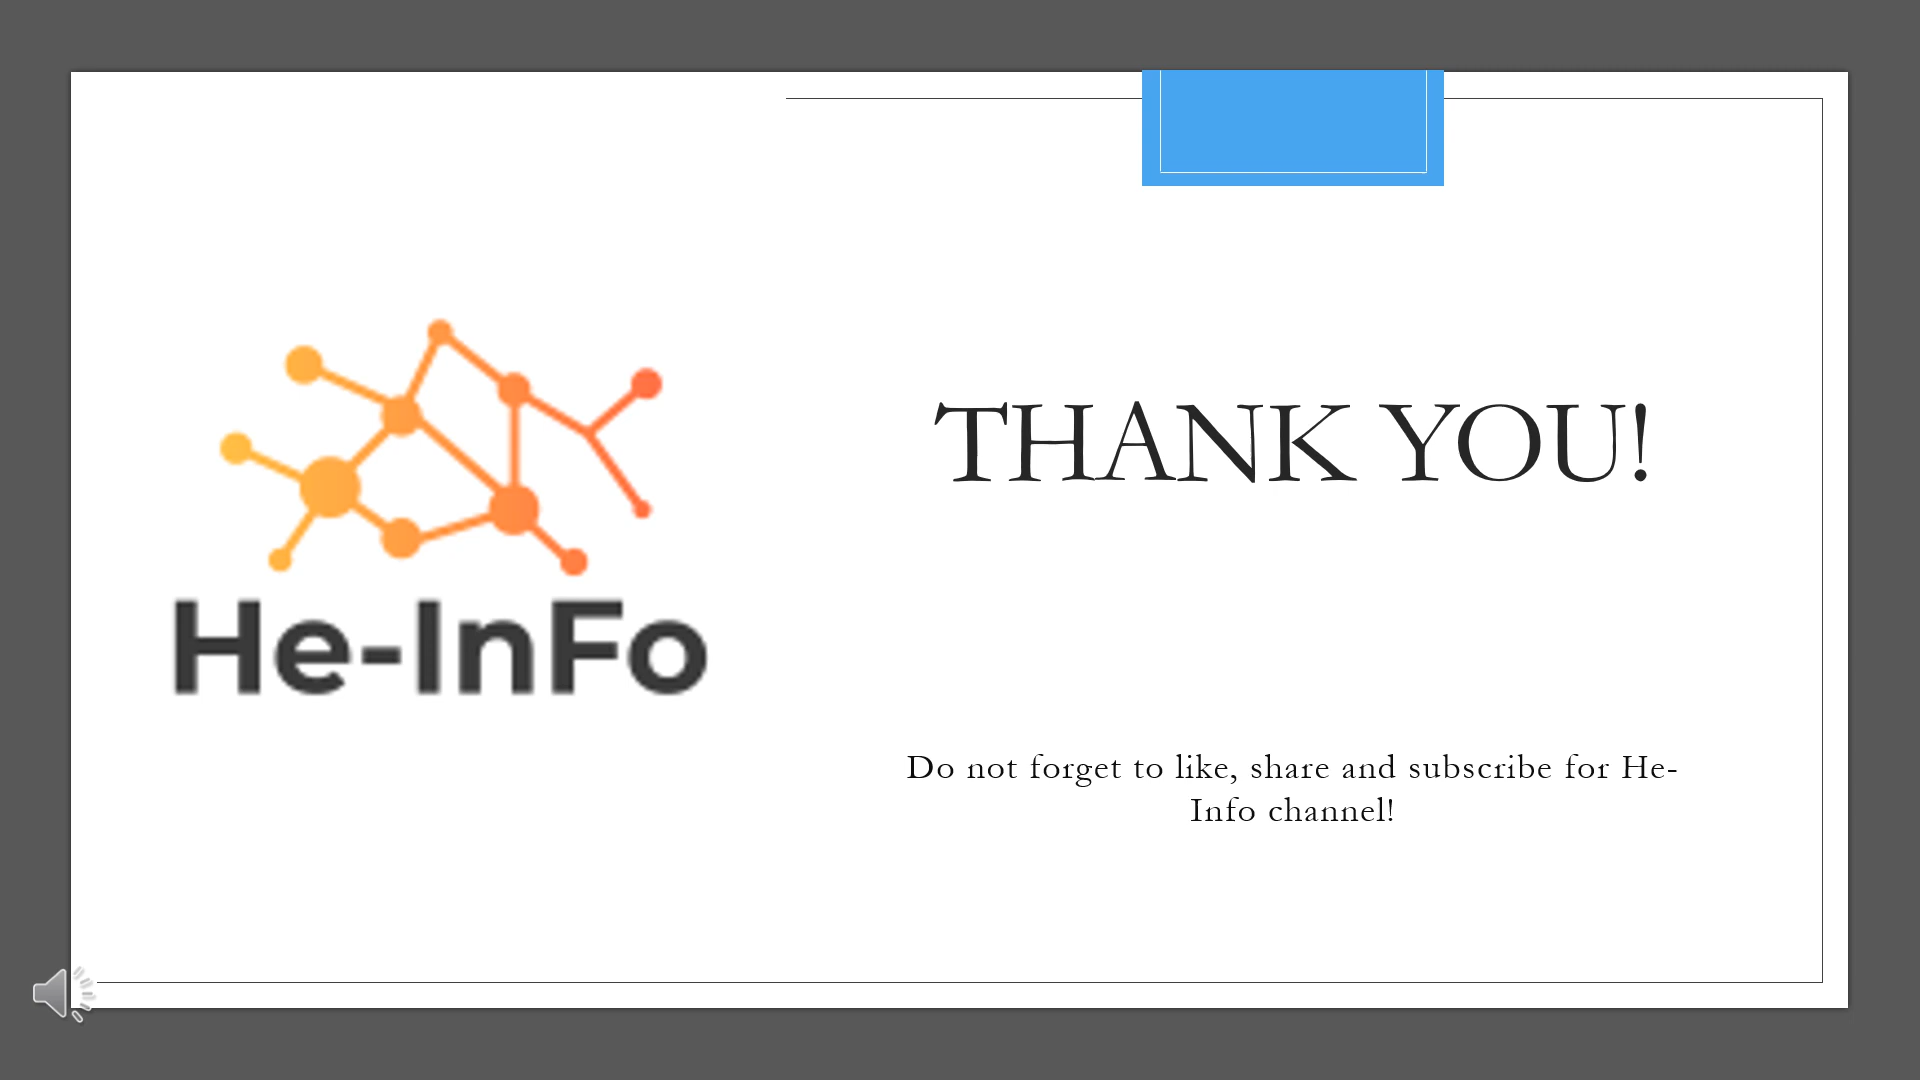 He-InFo
THANK YOU!
Do not forget to like, share and subscribe for He-
Info channel!